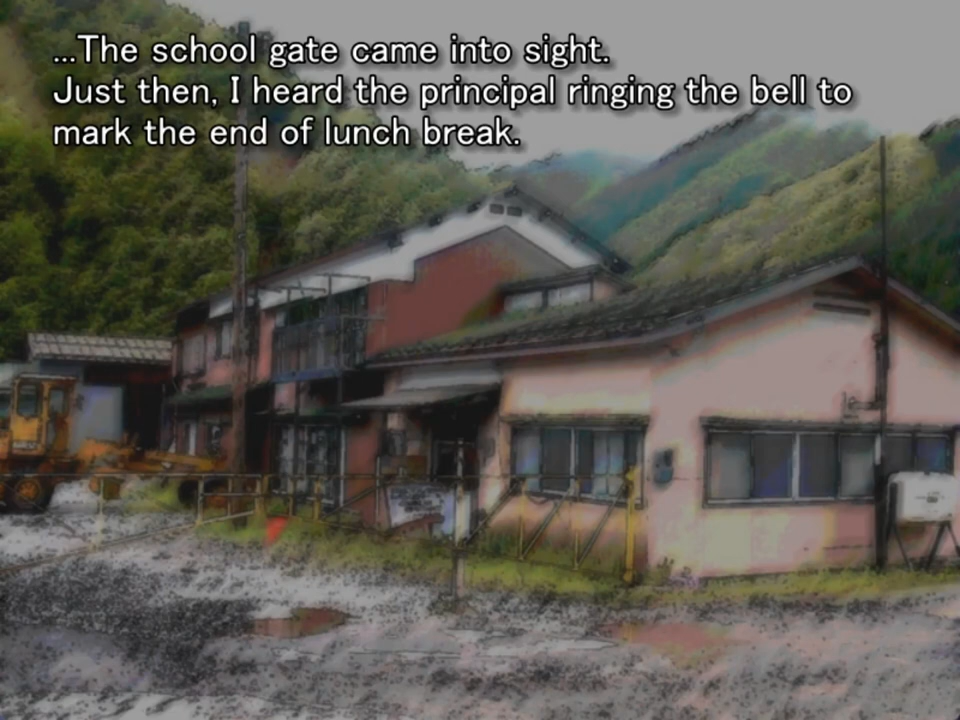 ...The school gate came into sight.
Just then, I heard the principal ringing the bell to
mark the end of lunch break.